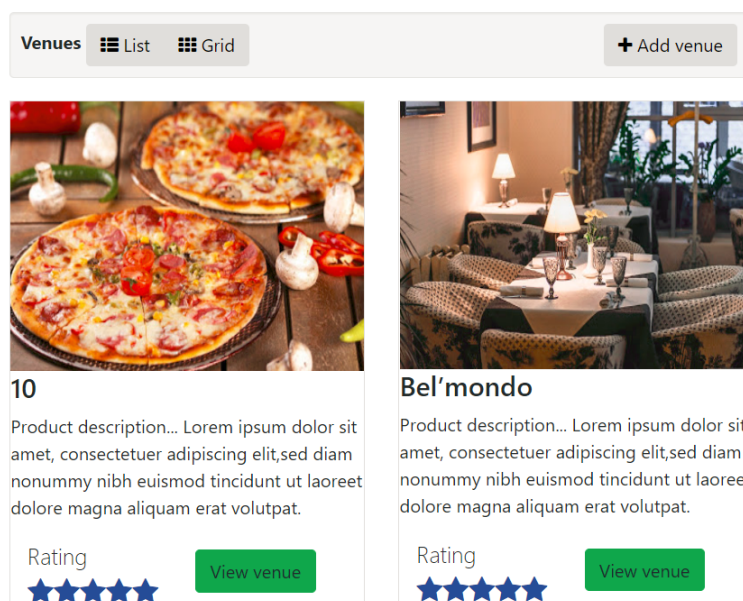 Venues List Grid Add venue
10
Product description... Lorem ipsum dolor sit
amet, consectetuer adipiscing elit,sed diam
nonummy nibh euismod tincidunt ut laoreet
dolore magna aliquam erat volutpat.
Rating
View venue
Bel’mondo
Product description... Lorem ipsum dolor sit
amet, consectetuer adipiscing elit,sed diam
nonummy nibh euismod tincidunt ut laoree
dolore magna aliquam erat volutpat.
Rating
View venue